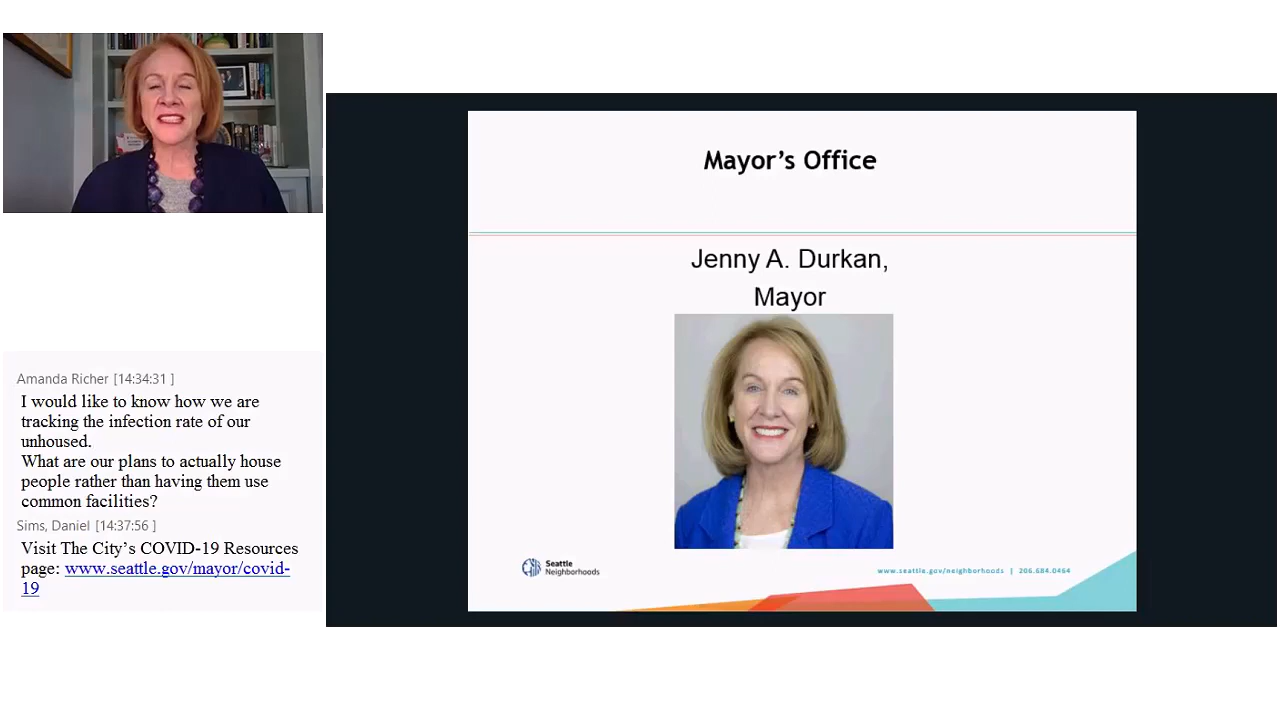 Mayor's Office
Jenny A. Durkan,
Mayor
Seattle
Neighborhoods
www.seattle.gov/neighborhoods | 206.684.0464
Amanda Richer [14:34:31 ]
I would like to know how we are
tracking the infection rate of our
unhoused.
What are our plans to actually house
people rather than having them use
common facilities?
Sims, Daniel [14:37:56 ]
Visit The City’s COVID-19 Resources
page: www.seattle.gov/mayor/covid-
19